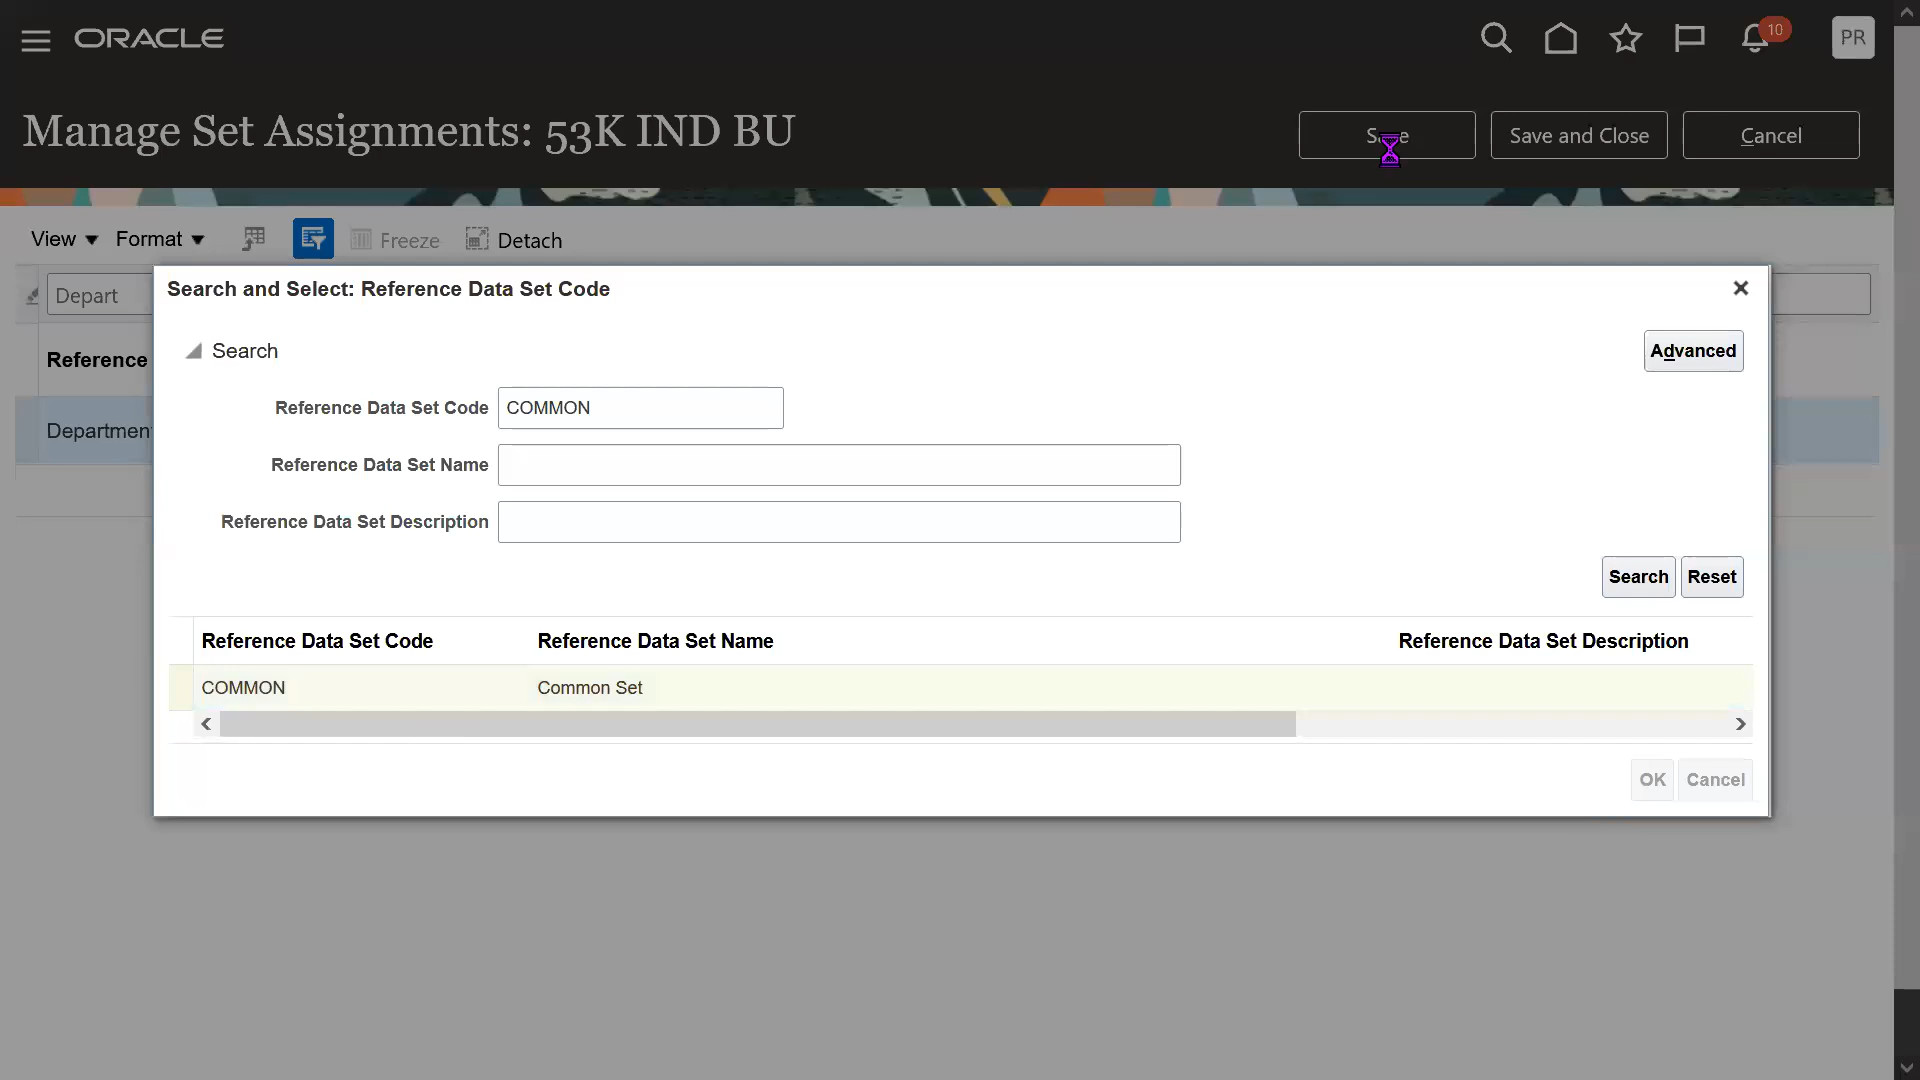 ORACLE
10
PR
Manage Set Assignments: 53K IND BU
Save and Close
Cancel
View
Format
Freeze
Detach
Depart
Search and Select: Reference Data Set Code
Reference
Search
Advanced
Reference Data Set Code
COMMON
Department
Reference Data Set Name
Reference Data Set Description
Search
Reset
Reference Data Set Code
Reference Data Set Name
Reference Data Set Description
COMMON
Common Set
OK
Cancel